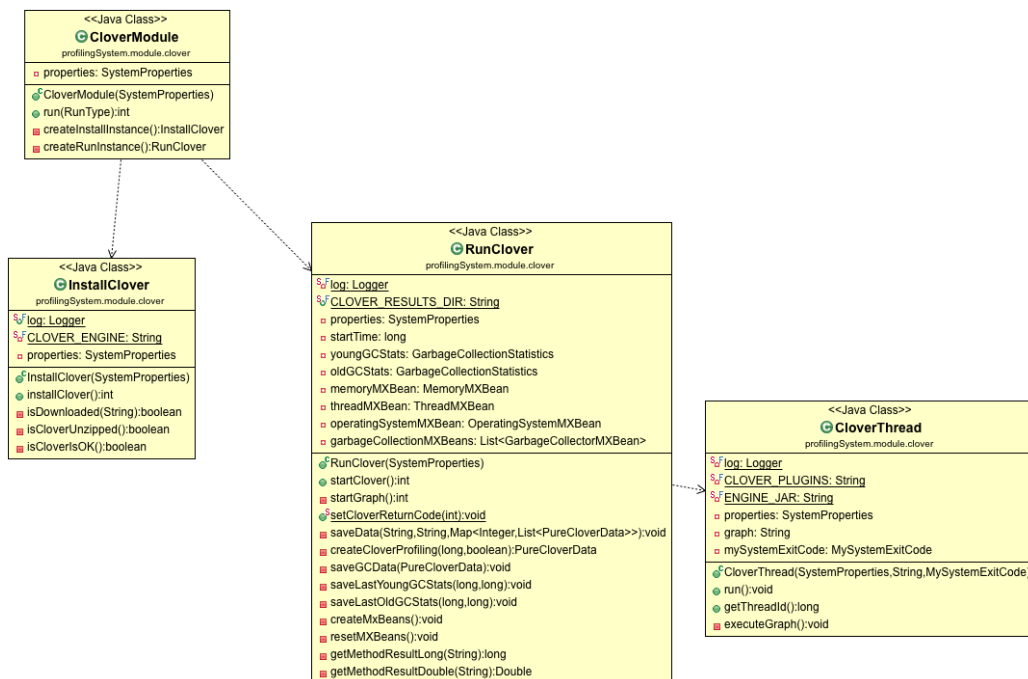 <<Java Class>>
CloverModule
profilingSystem.module.clover
properties: SystemProperties
CloverModule(SystemProperties)
run(RunType):int
createInstallInstance():InstallClover
createRunInstance():RunClover
<<Java Class>>
InstallClover
profilingSystem.module.clover
log: Logger
CLOVER_ENGINE: String
properties: SystemProperties
InstallClover(SystemProperties)
installClover():int
isDownloaded(String):boolean
isCloverUnzipped():boolean
isCloverIsOK():boolean
<<Java Class>>
RunClover
profilingSystem.module.clover
log: Logger
CLOVER_RESULTS_DIR: String
properties: SystemProperties
startTime: long
youngGCStats: GarbageCollectionStatistics
oldGCStats: GarbageCollectionStatistics
memoryMXBean: MemoryMXBean
threadMXBean: ThreadMXBean
operatingSystemMXBean: OperatingSystemMXBean
garbageCollectionMXBeans: List<GarbageCollectorMXBean>
RunClover(SystemProperties)
startClover():int
startGraph():int
setCloverReturnCode(int):void
saveData(String,String,Map<Integer,List<PureCloverData>>):void
createCloverProfiling(long,boolean):PureCloverData
saveGCData(PureCloverData):void
saveLastYoungGCStats(long,long):void
saveLastOldGCStats(long,long):void
createMxBeans():void
resetMXBeans():void
getMethodResultLong(String):long
getMethodResultDouble(String):Double
<<Java Class>>
CloverThread
profilingSystem.module.clover
log: Logger
CLOVER_PLUGINS: String
ENGINE_JAR: String
properties: SystemProperties
graph: String
mySystemExitCode: MySystemExitCode
CloverThread(SystemProperties,String,MySystemExitCode)
run():void
getThreadId():long
executeGraph():void